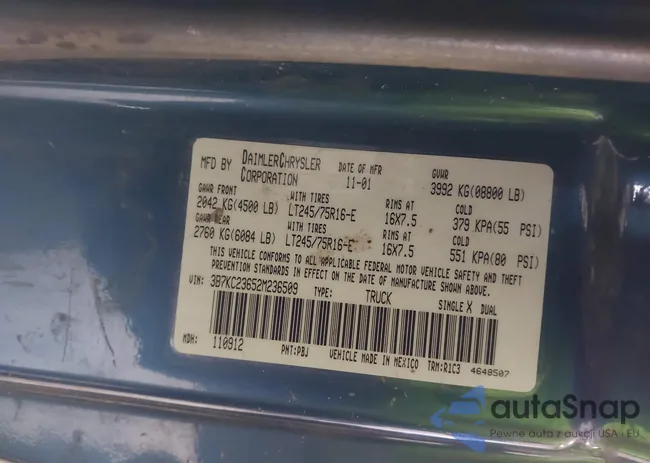 MFD BY DAIMLERCHRYSLER CORPORATION DATE OF MFR 11-01 GVWR 3992 KG(08800 LB)
GAWR FRONT WITH TIRES RIMS AT COLD
2042 KG(4500 LB) LT245/75R16-E 16X7.5 379 KPA(55 PSI)
GAWR REAR WITH TIRES RIMS AT COLD
2760 KG(6084 LB) LT245/75R16-E 16X7.5 551 KPA(80 PSI)
THIS VEHICLE CONFORMS TO ALL APPLICABLE FEDERAL MOTOR VEHICLE SAFETY AND THEFT
PREVENTION STANDARDS IN EFFECT ON THE DATE OF MANUFACTURE SHOWN ABOVE.
VIN: 3B7KC23652M236509 TYPE: TRUCK SINGLE X DUAL
MDH: 110912 PNT:PBJ VEHICLE MADE IN MEXICO TRM:R1C3 4648507
autaSnap
Pewne auta z aukcji USA i EU